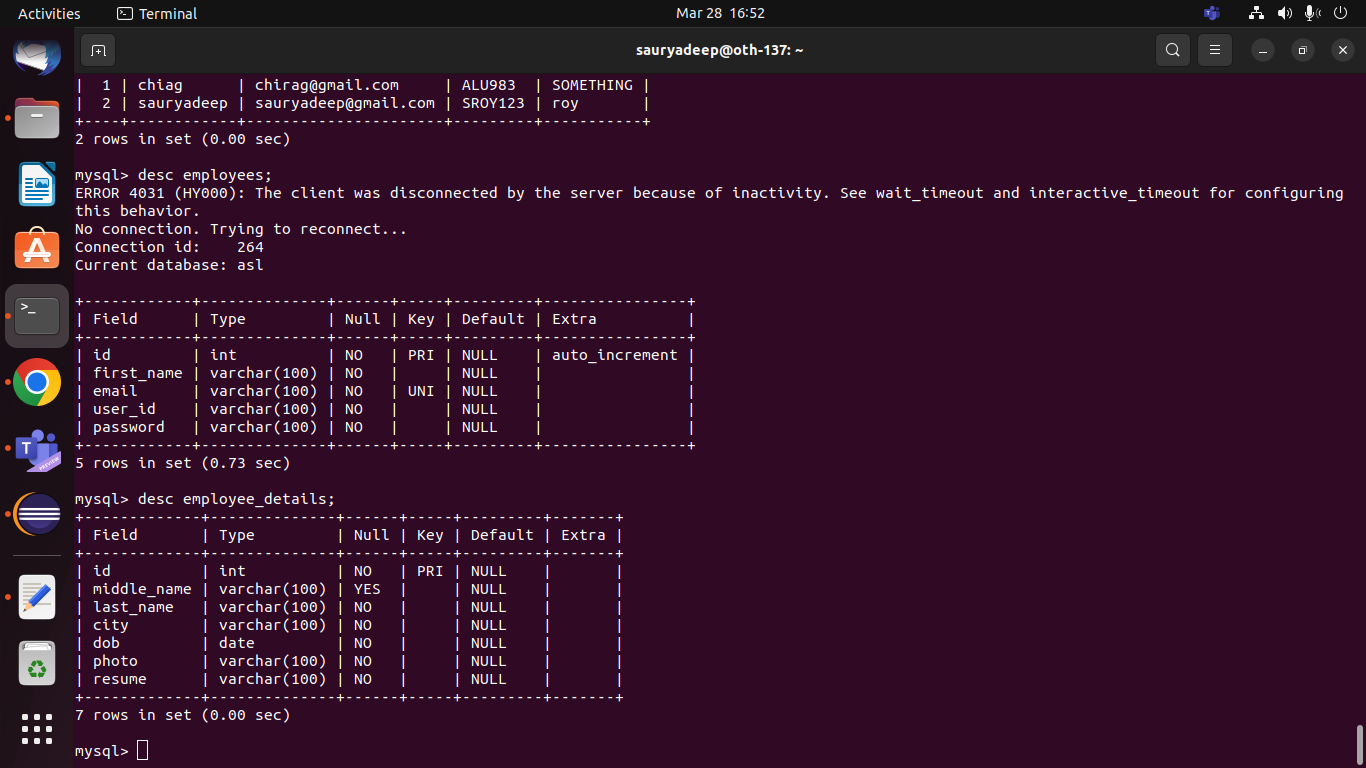 Activities
Terminal
Mar 28 16:52
sauryadeep@oth-137: ~
|  1 | chiag      | chirag@gmail.com     | ALU983  | SOMETHING |
|  2 | sauryadeep | sauryadeep@gmail.com | SROY123 | roy       |
+----+------------+----------------------+---------+-----------+
2 rows in set (0.00 sec)
mysql> desc employees;
ERROR 4031 (HY000): The client was disconnected by the server because of inactivity. See wait_timeout and interactive_timeout for configuring
this behavior.
No connection. Trying to reconnect...
Connection id:    264
Current database: asl
+------------+--------------+------+-----+---------+----------------+
| Field      | Type         | Null | Key | Default | Extra          |
+------------+--------------+------+-----+---------+----------------+
| id         | int          | NO   | PRI | NULL    | auto_increment |
| first_name | varchar(100) | NO   |     | NULL    |                |
| email      | varchar(100) | NO   | UNI | NULL    |                |
| user_id    | varchar(100) | NO   |     | NULL    |                |
| password   | varchar(100) | NO   |     | NULL    |                |
+------------+--------------+------+-----+---------+----------------+
5 rows in set (0.73 sec)
mysql> desc employee_details;
+-------------+--------------+------+-----+---------+-------+
| Field       | Type         | Null | Key | Default | Extra |
+-------------+--------------+------+-----+---------+-------+
| id          | int          | NO   | PRI | NULL    |       |
| middle_name | varchar(100) | YES  |     | NULL    |       |
| last_name   | varchar(100) | NO   |     | NULL    |       |
| city        | varchar(100) | NO   |     | NULL    |       |
| dob         | date         | NO   |     | NULL    |       |
| photo       | varchar(100) | NO   |     | NULL    |       |
| resume      | varchar(100) | NO   |     | NULL    |       |
+-------------+--------------+------+-----+---------+-------+
7 rows in set (0.00 sec)
mysql>